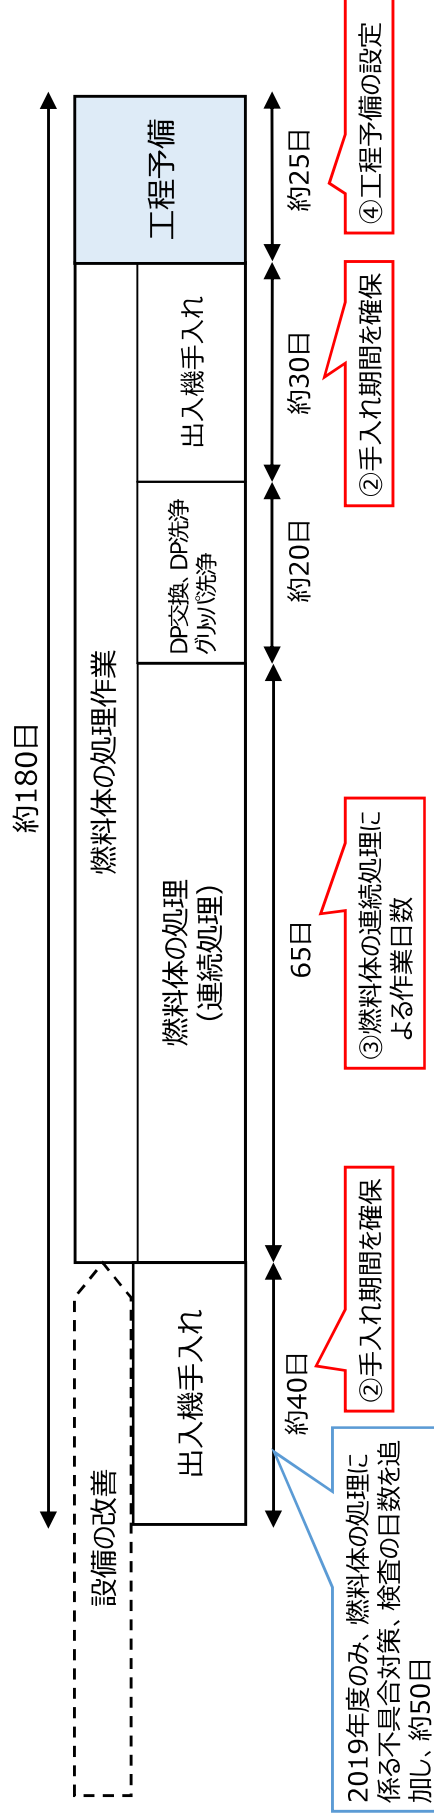 約180日
設備の改善
燃料体の処理作業
工程予備
出入機手入れ
燃料体の処理
（連続処理）
DP交換、DP洗浄
グリッパ洗浄
出入機手入れ
約40日
65日
約20日
約30日
約25日
2019年度のみ、燃料体の処理に
係る不具合対策、検査の日数を追
加し、約50日
②手入れ期間を確保
③燃料体の連続処理に
よる作業日数
②手入れ期間を確保
④工程予備の設定